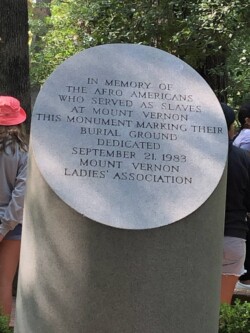 IN MEMORY OF
THE AFRO AMERICANS
WHO SERVED AS SLAVES
AT MOUNT VERNON
THIS MONUMENT MARKING THEIR
BURIAL GROUND
DEDICATED
SEPTEMBER 21, 1983
MOUNT VERNON
LADIES' ASSOCIATION